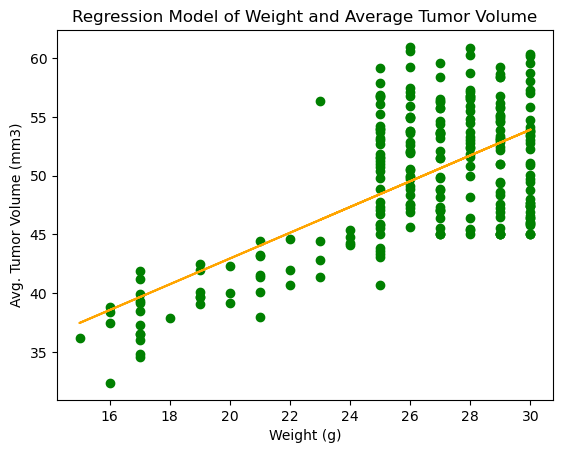 Regression Model of Weight and Average Tumor Volume
60
55
50
45
40
35
Avg. Tumor Volume (mm3)
16 18 20 22 24 26 28 30
Weight (g)